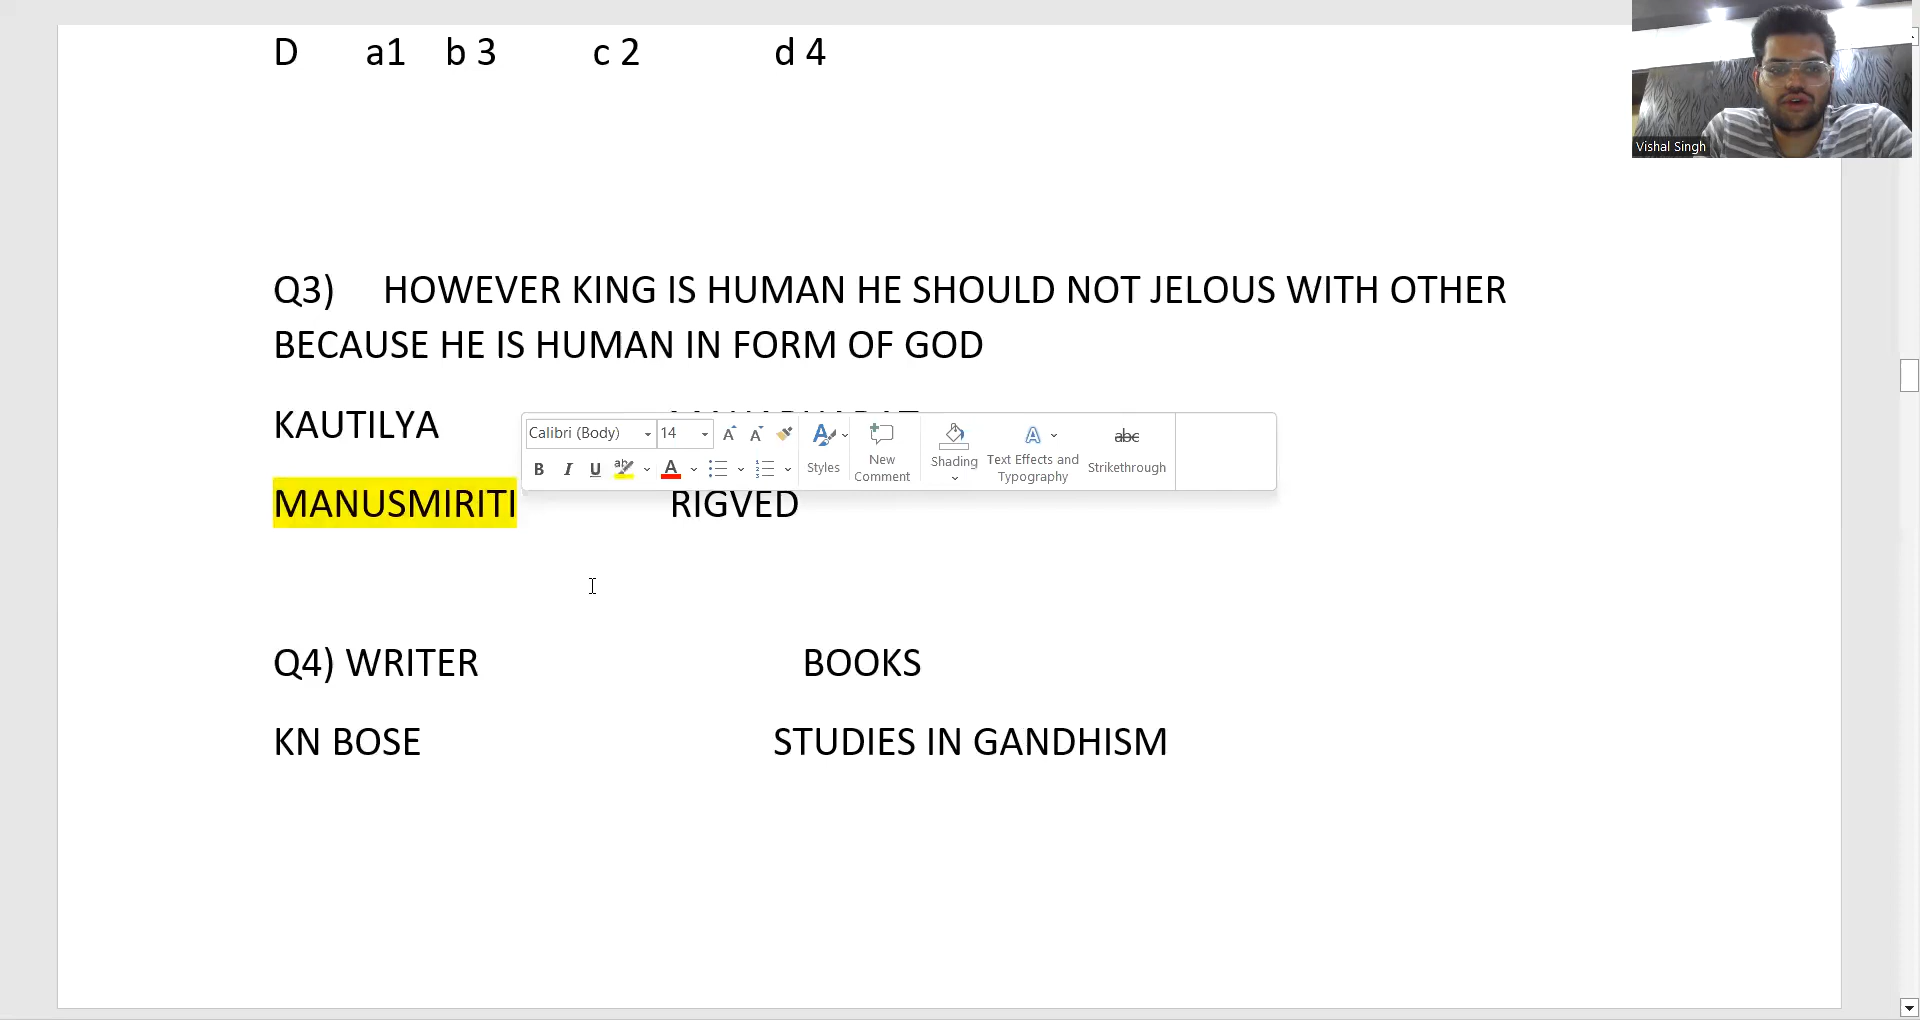 D a1 b 3 c 2 d 4
Vishal Singh
Q3) HOWEVER KING IS HUMAN HE SHOULD NOT JELOUS WITH OTHER
BECAUSE HE IS HUMAN IN FORM OF GOD
KAUTILYA
Calibri (Body) 14 A A A
Styles
New
Comment
Shading
Text Effects and
Typography
abc
Strikethrough
B I U ab A
MANUSMIRITI RIGVED
Q4) WRITER BOOKS
KN BOSE STUDIES IN GANDHISM